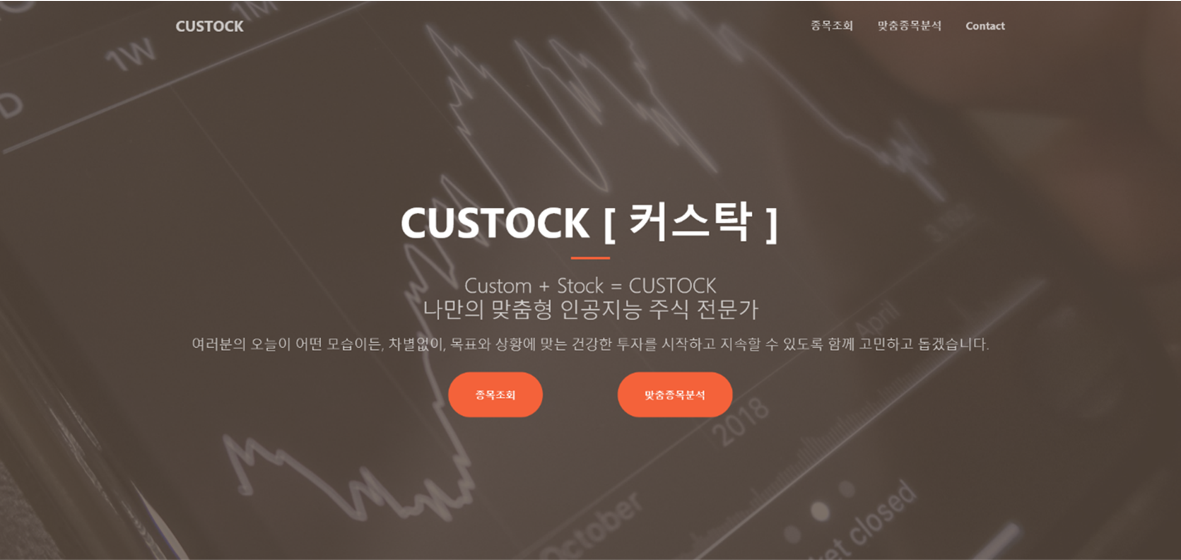 CUSTOCK
종목조회 맞춤종목분석 Contact
1M
1W
D
CUSTOCK [ 커스탁 ]
Custom + Stock = CUSTOCK
나만의 맞춤형 인공지능 주식 전문가
여러분의 오늘이 어떤 모습이든, 차별없이, 목표와 상황에 맞는 건강한 투자를 시작하고 지속할 수 있도록 함께 고민하고 돕겠습니다.
종목조회 맞춤종목분석
April
2018
October
closed